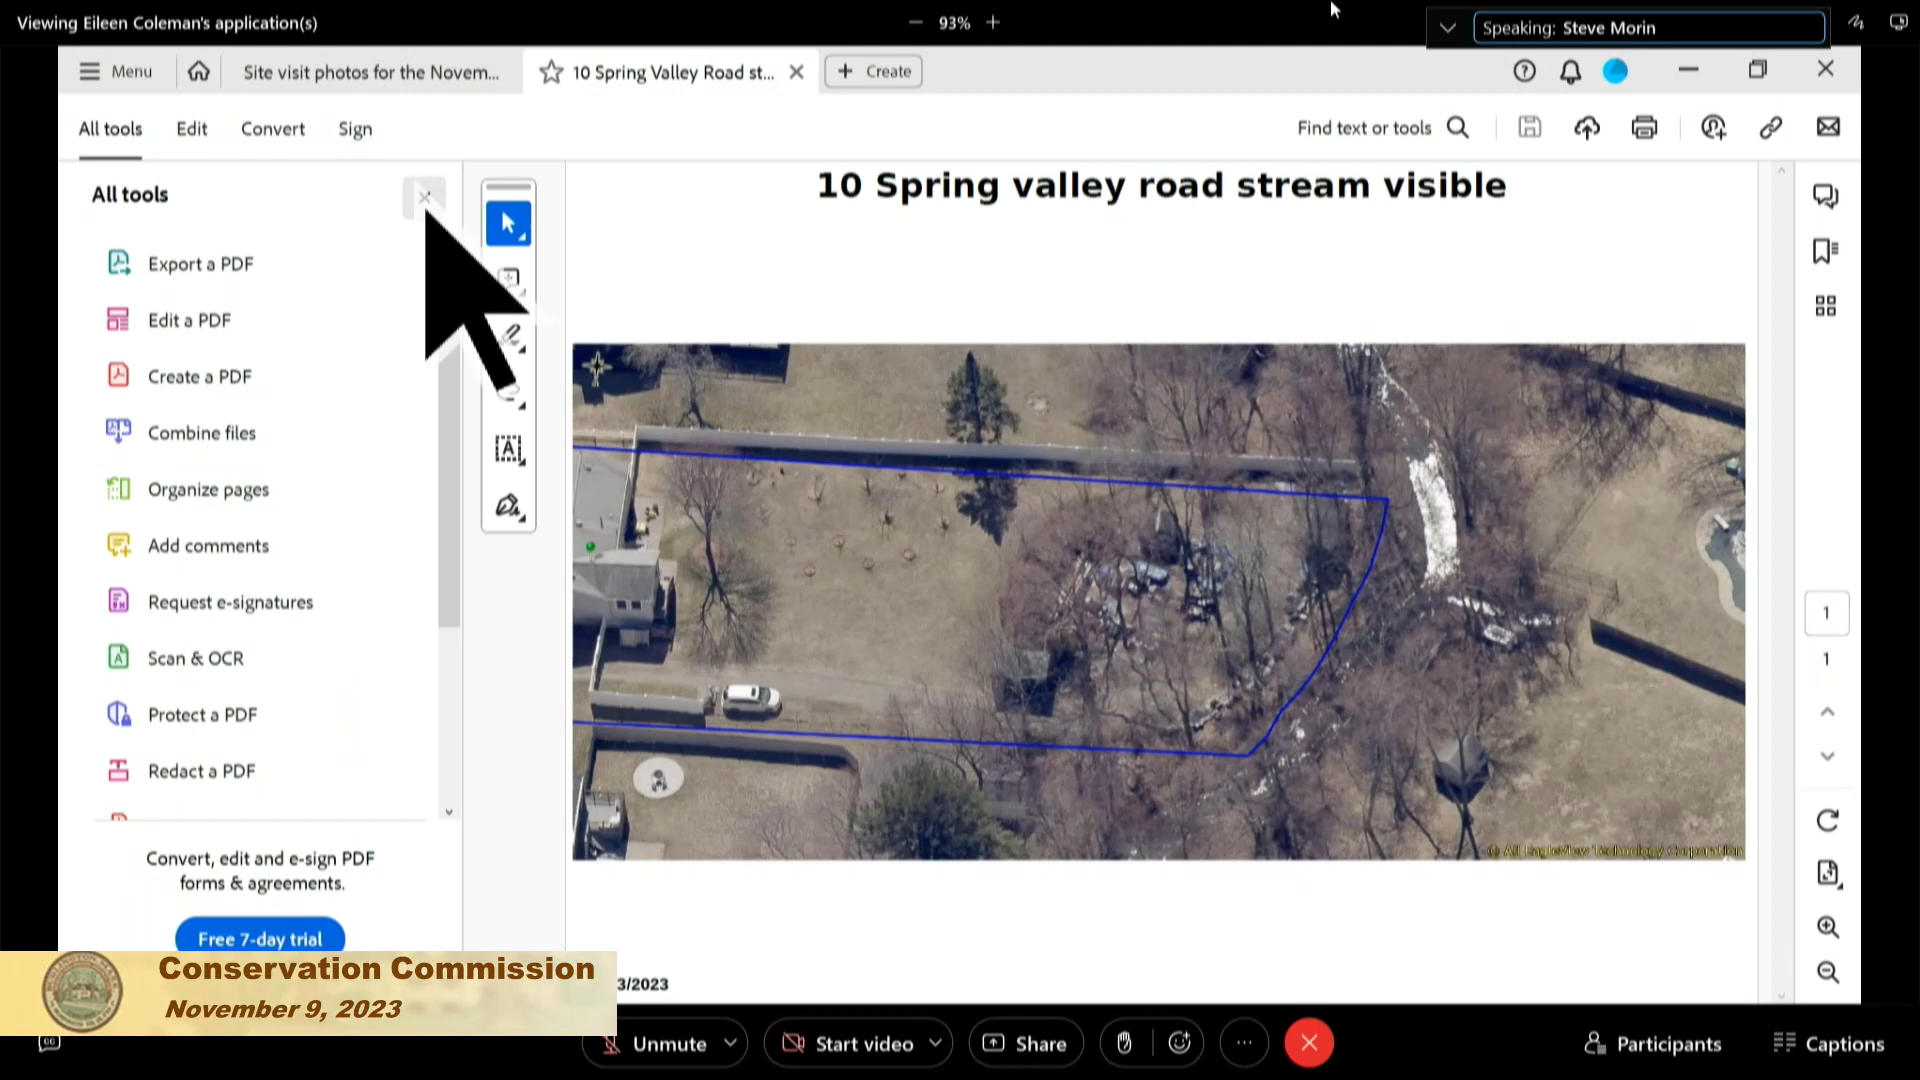 Viewing Eileen Coleman's application(s)
93%
Speaking: Steve Morin
Menu
Site visit photos for the Novem...
10 Spring Valley Road st...
Create
All tools
Edit
Convert
Sign
Find text or tools
All tools
Export a PDF
Edit a PDF
Create a PDF
Combine files
Organize pages
Add comments
Request e-signatures
Scan & OCR
Protect a PDF
Redact a PDF
Convert, edit and e-sign PDF
forms & agreements.
Free 7-day trial
10 Spring valley road stream visible
© All EagleView Technology Corporation
3/2023
1
1
Conservation Commission
November 9, 2023
Unmute
Start video
Share
Participants
Captions